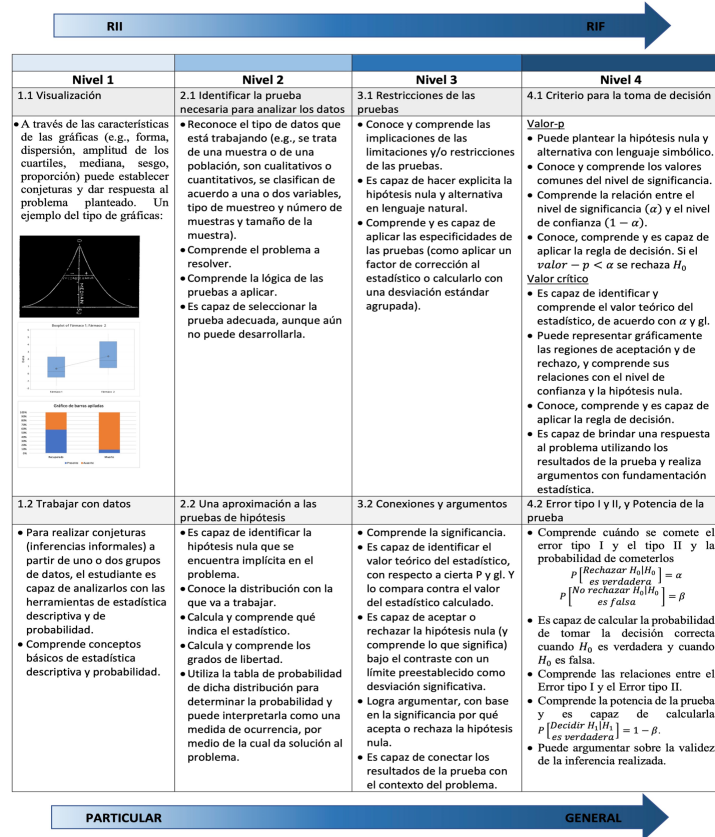 RII
RIF
Nivel 1
Nivel 2
Nivel 3
Nivel 4
1.1 Visualización
2.1 Identificar la prueba
necesaria para analizar los datos
3.1 Restricciones de las
pruebas
4.1 Criterio para la toma de decisión
• A través de las características
de las gráficas (e.g., forma,
dispersión, amplitud de los
cuartiles, mediana, sesgo,
proporción) puede establecer
conjeturas y dar respuesta al
problema planteado. Un
ejemplo del tipo de gráficas:
Gráfico de barras apiladas
• Reconoce el tipo de datos que
está trabajando (e.g., se trata
de una muestra o de una
población, son cualitativos o
cuantitativos, se clasifican de
acuerdo a una o dos variables,
tipo de muestreo y número de
muestras y tamaño de la
muestra).
• Comprende el problema a
resolver.
• Comprende la lógica de las
pruebas a aplicar.
• Es capaz de seleccionar la
prueba adecuada, aunque aún
no puede desarrollarla.
• Conoce y comprende las
implicaciones de las
limitaciones y/o restricciones
de las pruebas.
• Es capaz de hacer explicita la
hipótesis nula y alternativa
en lenguaje natural.
• Comprende y es capaz de
aplicar las especificidades de
las pruebas (como aplicar un
factor de corrección al
estadístico o calcularlo con
una desviación estándar
agrupada).
Valor-p
• Puede plantear la hipótesis nula y
alternativa con lenguaje simbólico.
• Conoce y comprende los valores
comunes del nivel de significancia.
• Comprende la relación entre el
nivel de significancia (α) y el nivel
de confianza (1 − α).
• Conoce, comprende y es capaz de
aplicar la regla de decisión. Si el
valor − p < α se rechaza H₀
Valor crítico
• Es capaz de identificar y
comprende el valor teórico del
estadístico, de acuerdo con α y gl.
• Puede representar gráficamente
las regiones de aceptación y de
rechazo, y comprende sus
relaciones con el nivel de
confianza y la hipótesis nula.
• Conoce, comprende y es capaz de
aplicar la regla de decisión.
• Es capaz de brindar una respuesta
al problema utilizando los
resultados de la prueba y realiza
argumentos con fundamentación
estadística.
1.2 Trabajar con datos
2.2 Una aproximación a las
pruebas de hipótesis
3.2 Conexiones y argumentos
4.2 Error tipo I y II, y Potencia de la
prueba
• Para realizar conjeturas
(inferencias informales) a
partir de uno o dos grupos
de datos, el estudiante es
capaz de analizarlos con las
herramientas de estadística
descriptiva y de
probabilidad.
• Comprende conceptos
básicos de estadística
descriptiva y probabilidad.
• Es capaz de identificar la
hipótesis nula que se
encuentra implícita en el
problema.
• Conoce la distribución con la
que va a trabajar.
• Calcula y comprende qué
indica el estadístico.
• Calcula y comprende los
grados de libertad.
• Utiliza la tabla de probabilidad
de dicha distribución para
determinar la probabilidad y
puede interpretarla como una
medida de ocurrencia, por
medio de la cual da solución al
problema.
• Comprende la significancia.
• Es capaz de identificar el
valor teórico del estadístico,
con respecto a cierta P y gl. Y
lo compara contra el valor
del estadístico calculado.
• Es capaz de aceptar o
rechazar la hipótesis nula (y
comprende lo que significa)
bajo el contraste con un
límite preestablecido como
desviación significativa.
• Logra argumentar, con base
en la significancia por qué
acepta o rechaza la hipótesis
nula.
• Es capaz de conectar los
resultados de la prueba con
el contexto del problema.
• Comprende cuándo se comete el
error tipo I y el tipo II y la
probabilidad de cometerlos
P [Rechazar H₀|H₀ es verdadera] = α
P [No rechazar H₀|H₀ es falsa] = β
• Es capaz de calcular la probabilidad
de tomar la decisión correcta
cuando H₀ es verdadera y cuando
H₀ es falsa.
• Comprende las relaciones entre el
Error tipo I y el Error tipo II.
• Comprende la potencia de la prueba
y es capaz de calcularla
P [Decidir H₁|H₁ es verdadera] = 1 − β.
• Puede argumentar sobre la validez
de la inferencia realizada.
PARTICULAR
GENERAL